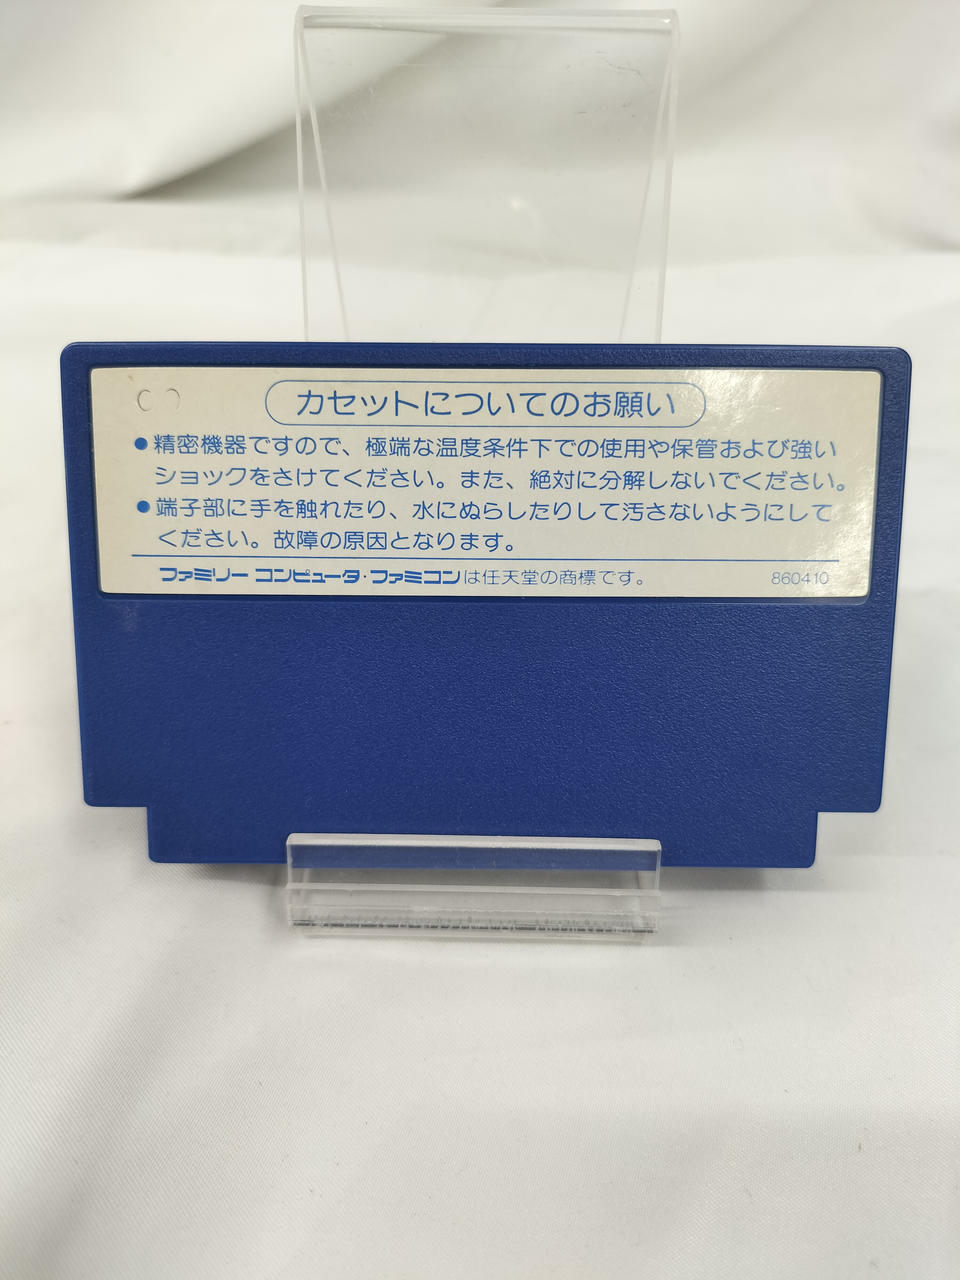 カセットについてのお願い
●精密機器ですので、極端な温度条件下での使用や保管および強い
ショックをさけてください。また、絶対に分解しないでください。
●端子部に手を触れたり、水にぬらしたりして汚さないようにして
ください。故障の原因となります。
ファミリー コンピュータ・ファミコンは任天堂の商標です。 860410